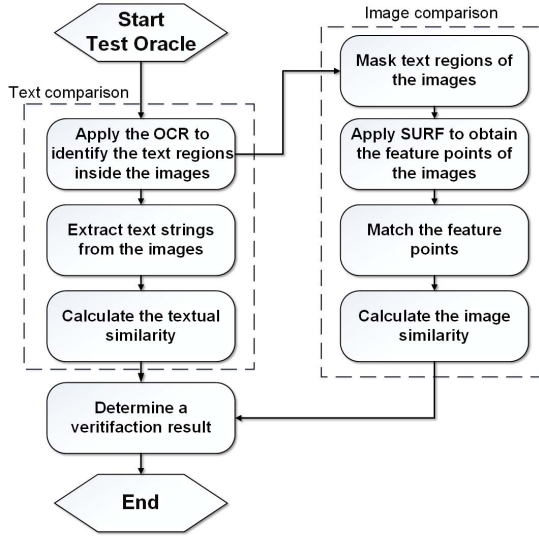 Start
Test Oracle
Text comparison
Apply the OCR to
identify the text regions
inside the images
Extract text strings
from the images
Calculate the textual
similarity
Determine a
veritifaction result
End
Image comparison
Mask text regions of
the images
Apply SURF to obtain
the feature points of
the images
Match the feature
points
Calculate the image
similarity